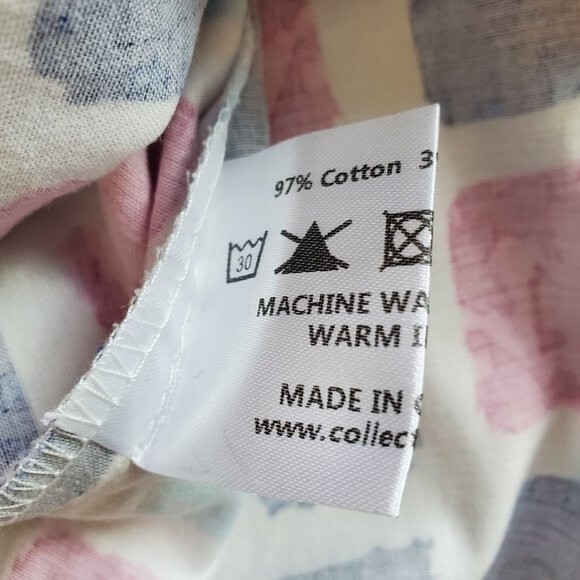 97% Cotton 3
30
MACHINE WA
WARM I
MADE IN
www.collec